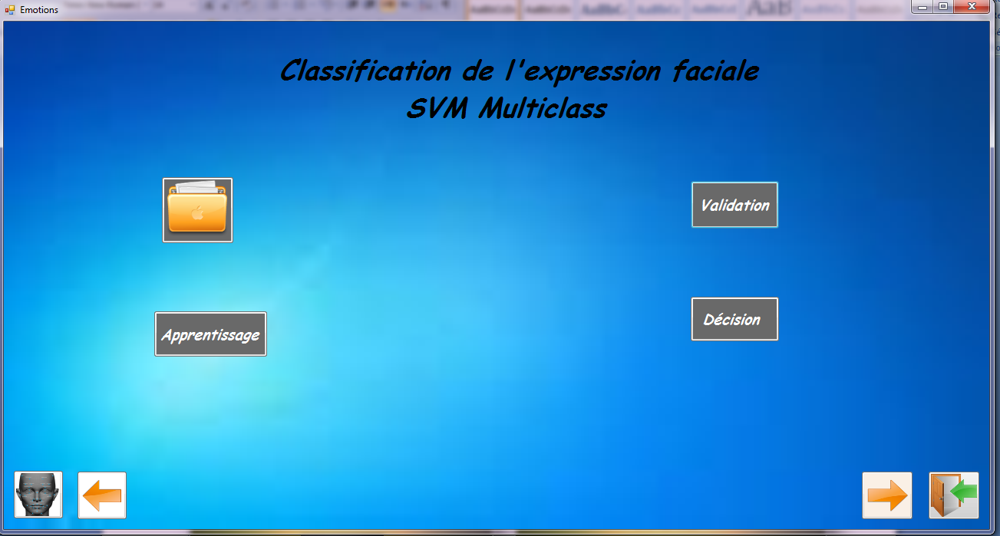 Emotions
Classification de l'expression faciale
SVM Multiclass
Validation
Apprentissage
Décision